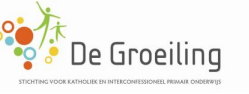 De Groeiling
STICHTING VOOR KATHOLIEK EN INTERCONFESSIONEEL PRIMAIR ONDERWIJS